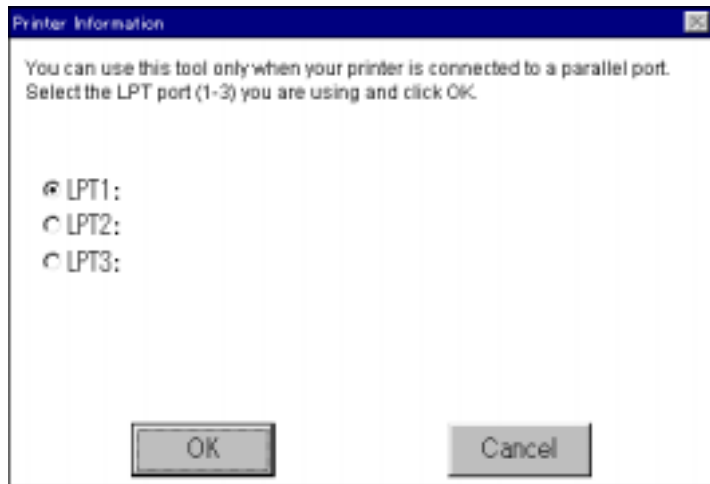 Printer Information
You can use this tool only when your printer is connected to a parallel port.
Select the LPT port (1-3) you are using and click OK.
LPT1:
LPT2:
LPT3:
OK
Cancel